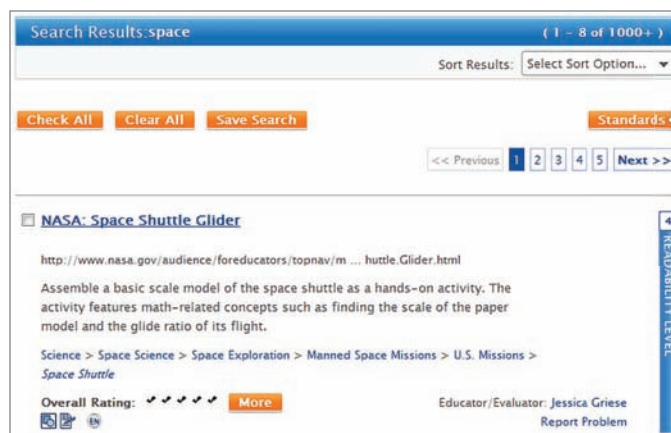 Search Results:space ( 1 - 8 of 1000+ )
Sort Results: Select Sort Option...
Check All Clear All Save Search Standards
<< Previous 1 2 3 4 5 Next >>
NASA: Space Shuttle Glider
4
READABILITY LEVEL
http://www.nasa.gov/audience/foreducators/topnav/m ... huttle.Glider.html
Assemble a basic scale model of the space shuttle as a hands-on activity. The
activity features math-related concepts such as finding the scale of the paper
model and the glide ratio of its flight.
Science > Space Science > Space Exploration > Manned Space Missions > U.S. Missions >
Space Shuttle
Overall Rating: More Educator/Evaluator: Jessica Griese
EN Report Problem